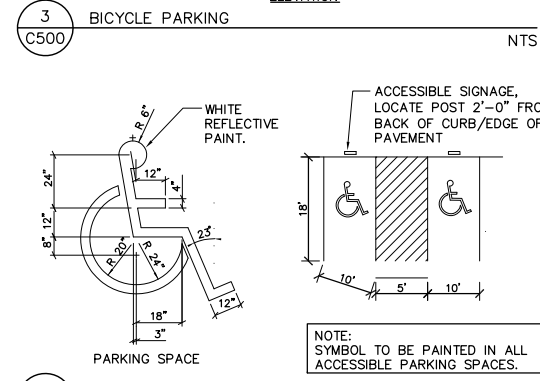 ELEVATION
3
BICYCLE PARKING
C500
NTS
ACCESSIBLE SIGNAGE,
LOCATE POST 2'-0" FRO
BACK OF CURB/EDGE OF
PAVEMENT
WHITE
REFLECTIVE
PAINT.
R 6"
24"
12"
4"
12"
8"
R 20"
R 24"
23°
12"
18"
3"
18'
10'
5'
10'
PARKING SPACE
NOTE:
SYMBOL TO BE PAINTED IN ALL
ACCESSIBLE PARKING SPACES.